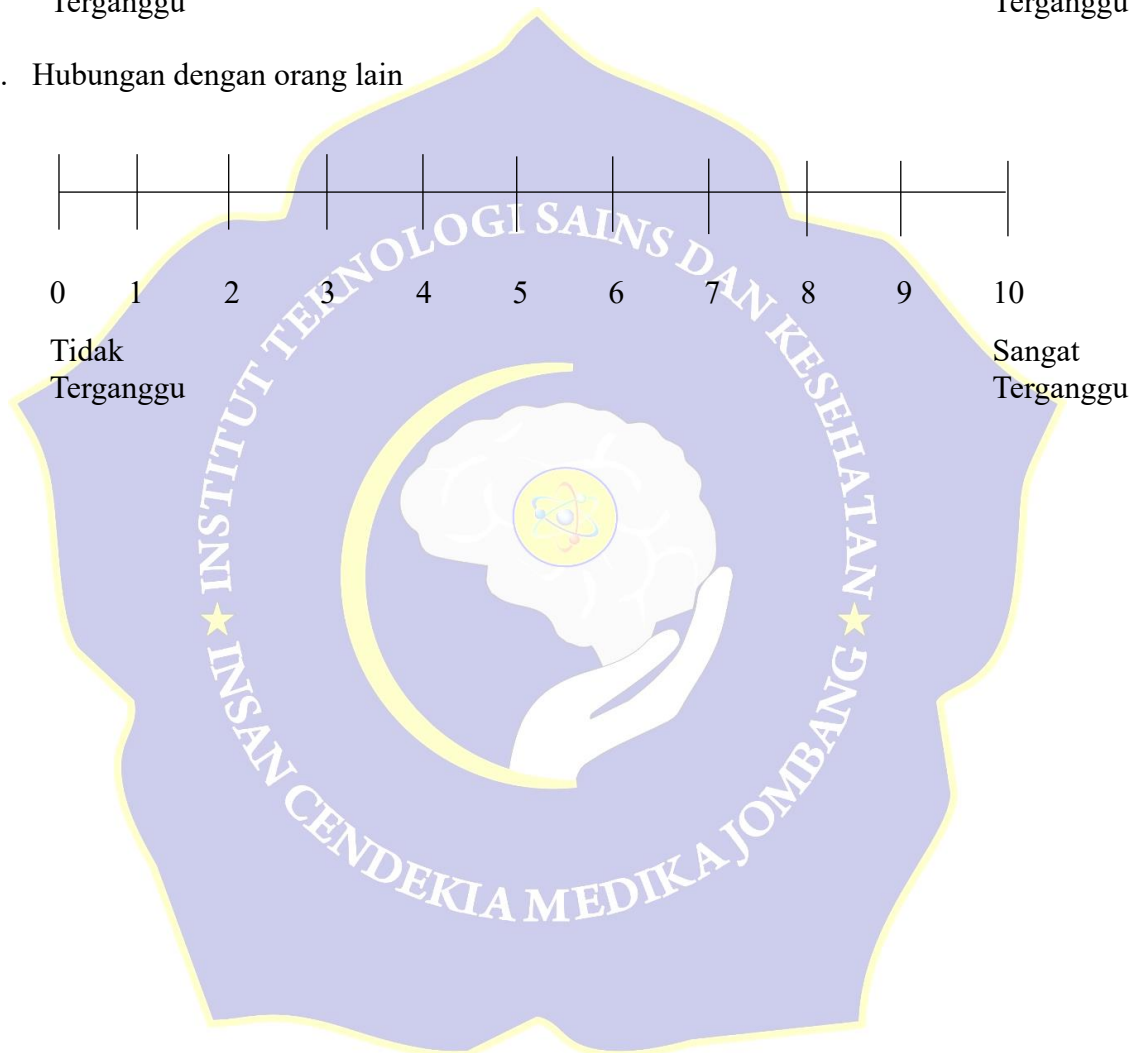 Terganggu Terganggu
. Hubungan dengan orang lain
0 1 2 3 4 5 6 7 8 9 10
Tidak Sangat
Terganggu Terganggu
INSTITUT TEKNOLOGI SAINS DAN KESEHATAN
INSAN CENDEKIA MEDIKA JOMBANG